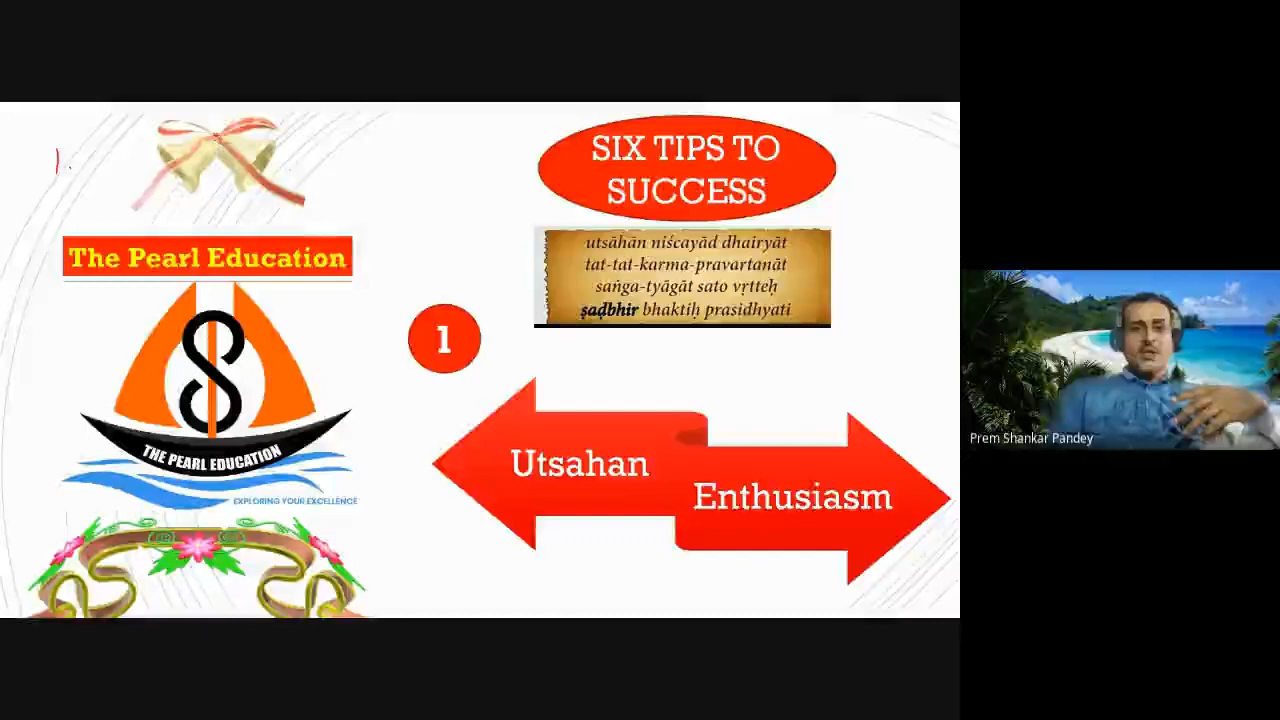 SIX TIPS TO
SUCCESS
The Pearl Education
utsāhān niścayād dhairyāt
tat-tat-karma-pravartanāt
saṅga-tyāgāt sato vṛtteḥ
ṣaḍbhir bhaktiḥ prasidhyati
1
THE PEARL EDUCATION
EXPLORING YOUR EXCELLENCE
Utsahan
Enthusiasm
Prem Shankar Pandey